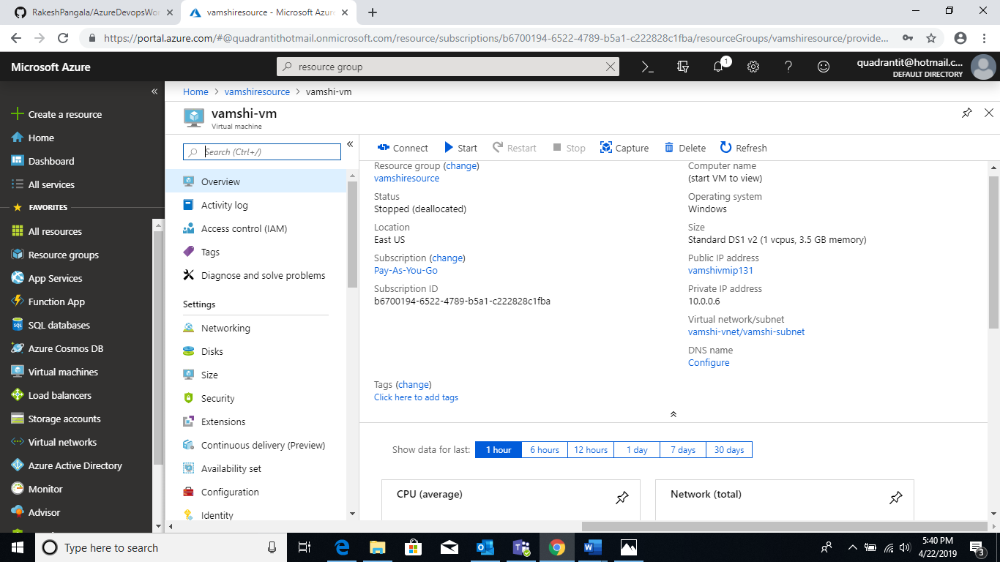 RakeshPangala/AzureDevopsWor
vamshiresource - Microsoft Azure
https://portal.azure.com/#@quadrantithotmail.onmicrosoft.com/resource/subscriptions/b6700194-6522-4789-b5a1-c222828c1fba/resourceGroups/vamshiresource/provide...
Microsoft Azure
resource group
1
quadrantit@hotmail.c...
DEFAULT DIRECTORY
Create a resource
Home
Dashboard
All services
FAVORITES
All resources
Resource groups
App Services
Function App
SQL databases
Azure Cosmos DB
Virtual machines
Load balancers
Storage accounts
Virtual networks
Azure Active Directory
Monitor
Advisor
Home > vamshiresource > vamshi-vm
vamshi-vm
Virtual machine
Search (Ctrl+/)
Overview
Activity log
Access control (IAM)
Tags
Diagnose and solve problems
Settings
Networking
Disks
Size
Security
Extensions
Continuous delivery (Preview)
Availability set
Configuration
Identity
Connect Start Restart Stop Capture Delete Refresh
Resource group (change)
vamshiresource
Status
Stopped (deallocated)
Location
East US
Subscription (change)
Pay-As-You-Go
Subscription ID
b6700194-6522-4789-b5a1-c222828c1fba
Computer name
(start VM to view)
Operating system
Windows
Size
Standard DS1 v2 (1 vcpus, 3.5 GB memory)
Public IP address
vamshivmip131
Private IP address
10.0.0.6
Virtual network/subnet
vamshi-vnet/vamshi-subnet
DNS name
Configure
Tags (change)
Click here to add tags
Show data for last: 1 hour 6 hours 12 hours 1 day 7 days 30 days
CPU (average)
Network (total)
Type here to search
5:40 PM
4/22/2019
3